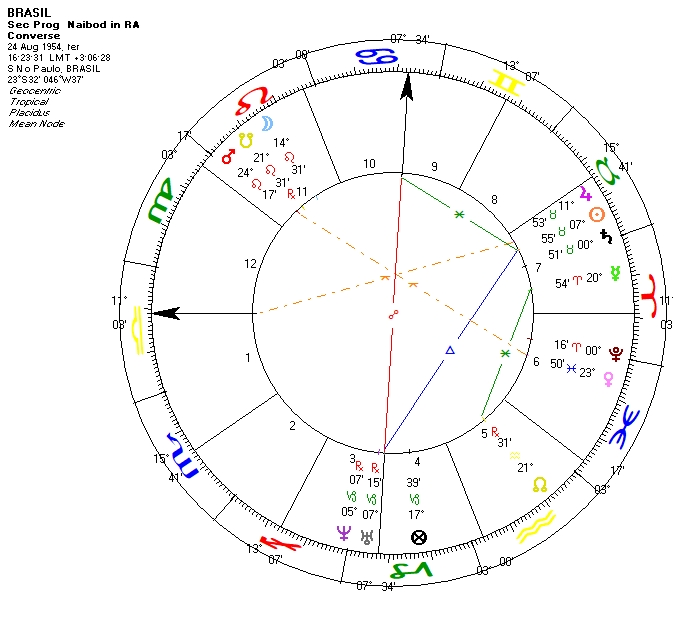 BRASIL
Sec Prog Naibod in RA
Converse
24 Aug 1954, ter
16:23:31 LMT +3:06:28
S No Paulo, BRASIL
23°S32' 046°W37'
Geocentric
Tropical
Placidus
Mean Node
07° 34'
03° 00'
13° 07'
17' 03°
15° 41'
14°
21° 31'
24° 31'
17' ℞ 11
10
9
8
7
12
11° 03'
1
2
3
4
5
6
53' 11°
55' 07°
51' 00°
54' 20°
11° 03'
16' 00°
50' 23°
℞ 31'
21°
17' 03°
15° 41'
℞ ℞
07' 15' 39'
05° 07° 17°
13° 07'
07° 34'
03° 00'